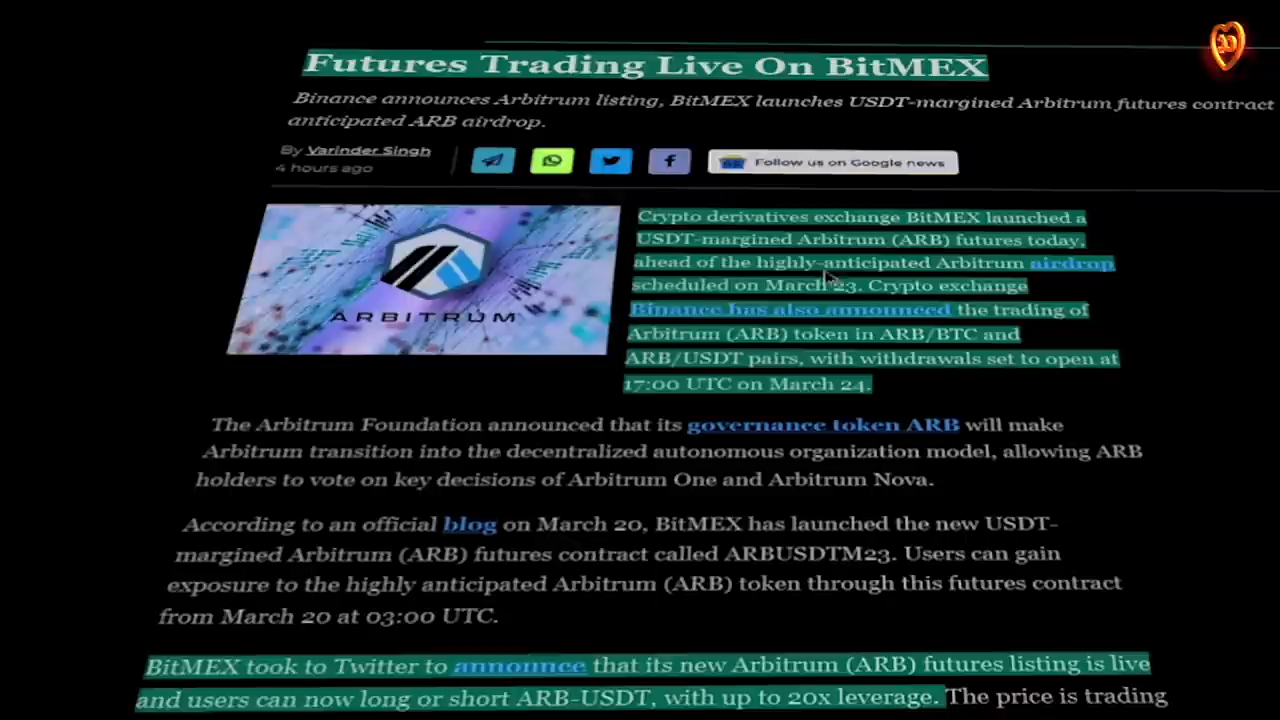 Futures Trading Live On BitMEX
Binance announces Arbitrum listing, BitMEX launches USDT-margined Arbitrum futures contract
anticipated ARB airdrop.
By Varinder Singh
4 hours ago
Follow us on Google news
ARBITRUM
Crypto derivatives exchange BitMEX launched a
USDT-margined Arbitrum (ARB) futures today,
ahead of the highly-anticipated Arbitrum airdrop
scheduled on March 23. Crypto exchange
Binance has also announced the trading of
Arbitrum (ARB) token in ARB/BTC and
ARB/USDT pairs, with withdrawals set to open at
17:00 UTC on March 24.
The Arbitrum Foundation announced that its governance token ARB will make
Arbitrum transition into the decentralized autonomous organization model, allowing ARB
holders to vote on key decisions of Arbitrum One and Arbitrum Nova.
According to an official blog on March 20, BitMEX has launched the new USDT-
margined Arbitrum (ARB) futures contract called ARBUSDTM23. Users can gain
exposure to the highly anticipated Arbitrum (ARB) token through this futures contract
from March 20 at 03:00 UTC.
BitMEX took to Twitter to announce that its new Arbitrum (ARB) futures listing is live
and users can now long or short ARB-USDT, with up to 20x leverage. The price is trading